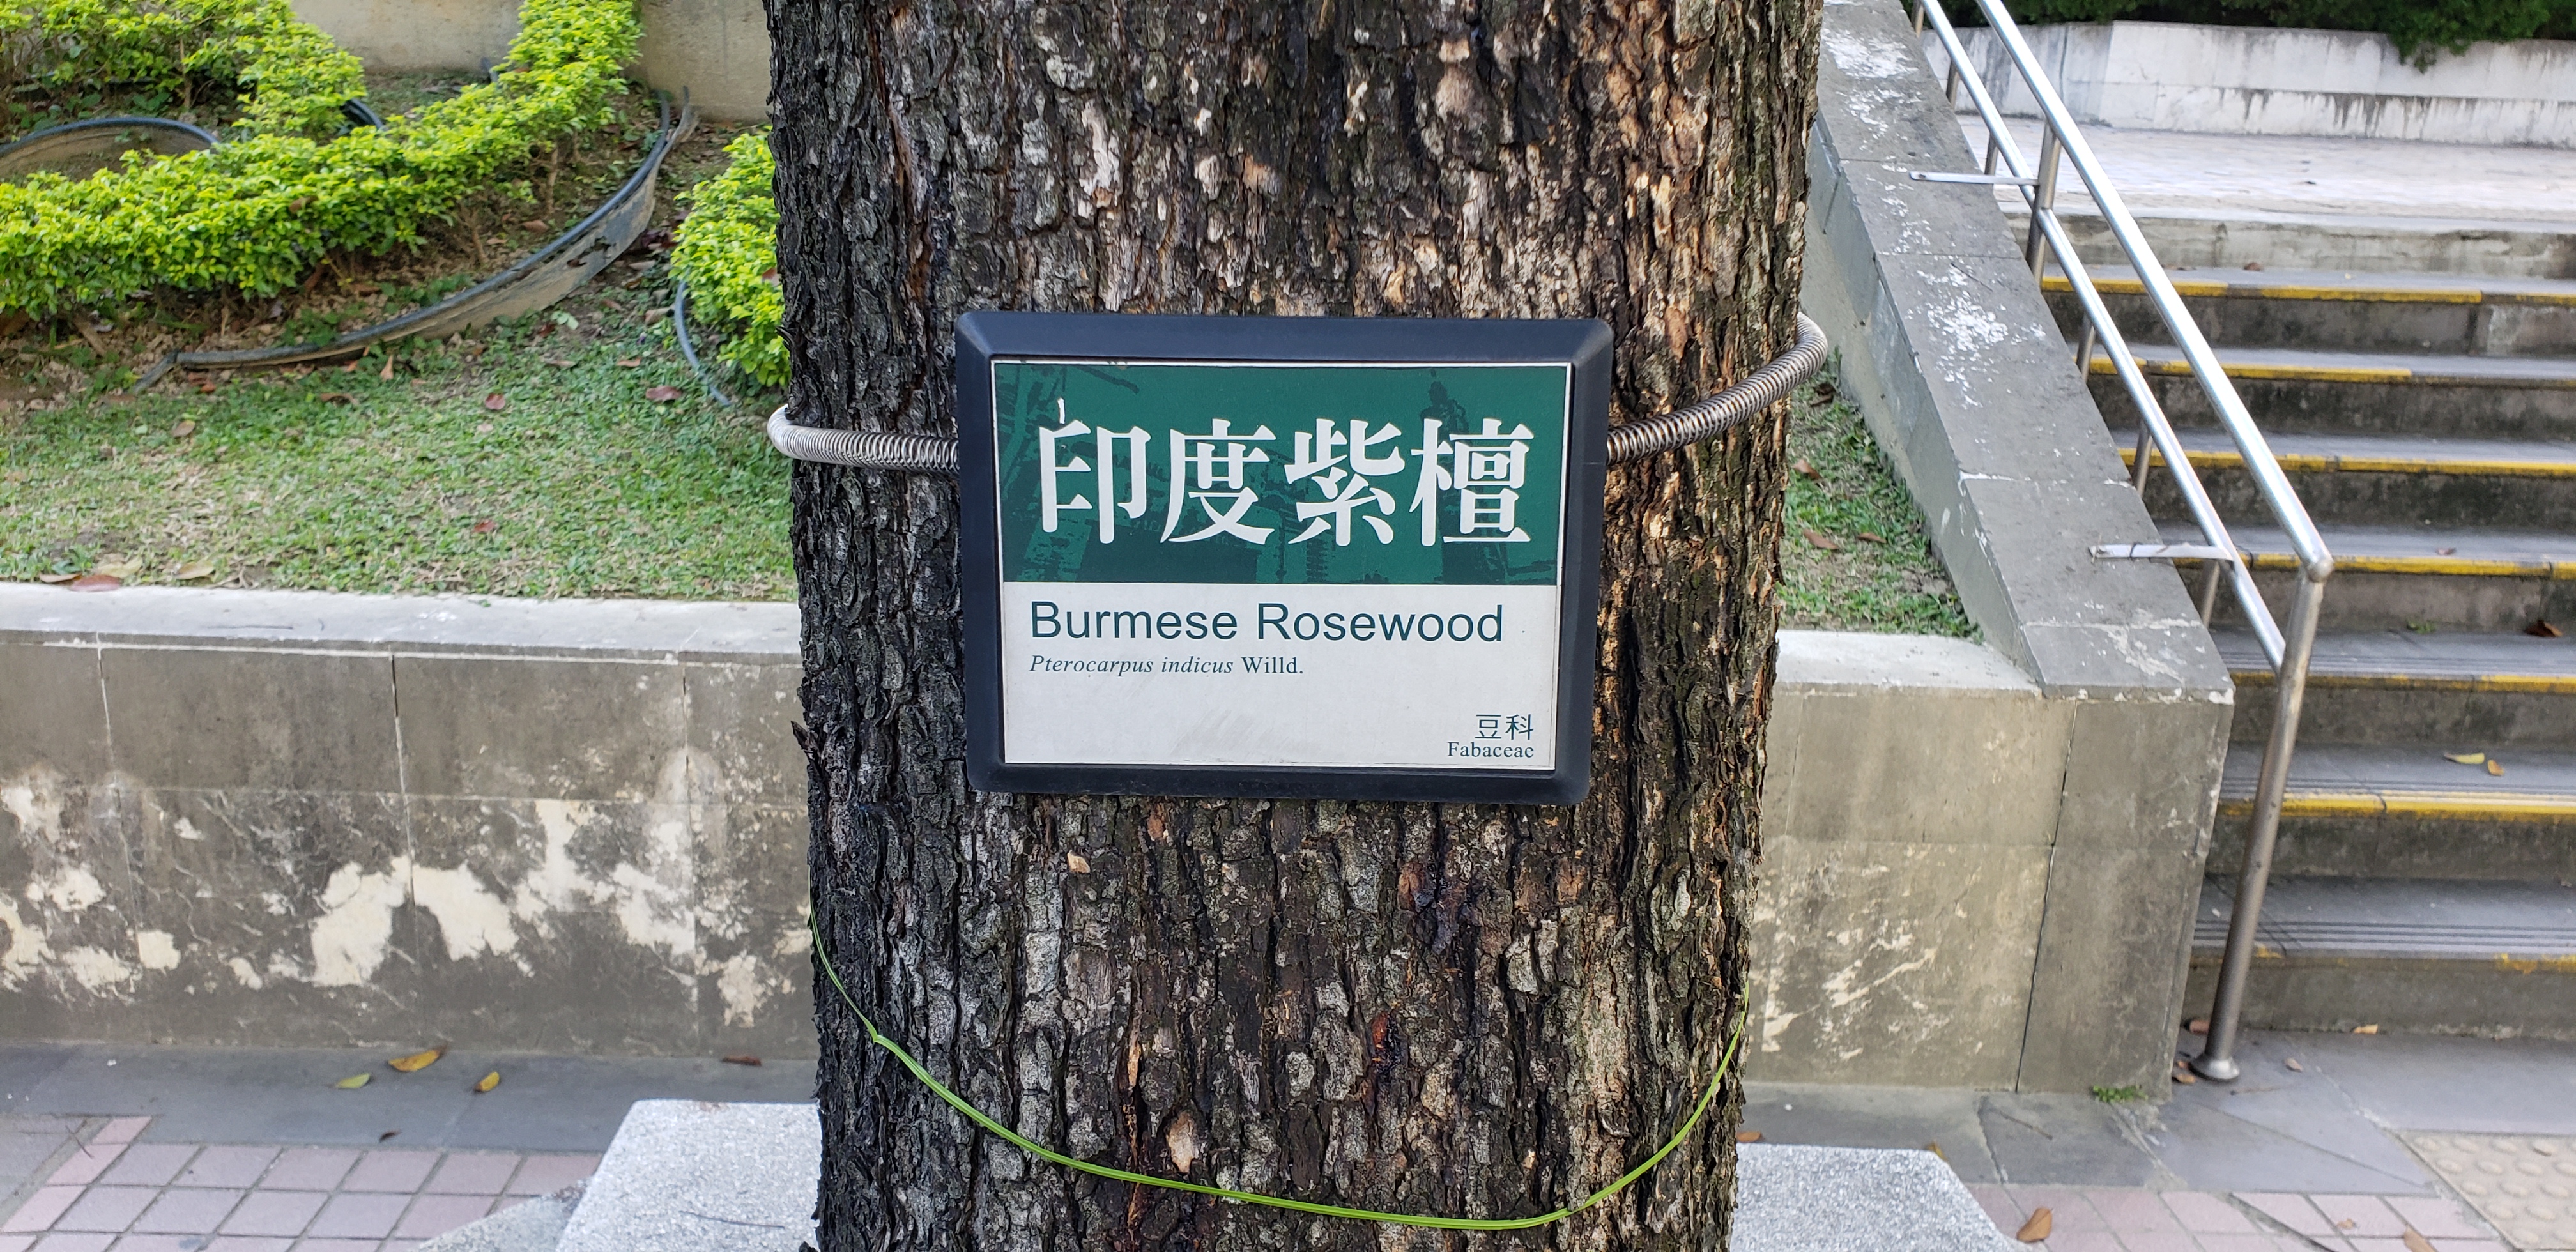 印度紫檀
Burmese Rosewood
Pterocarpus indicus Willd.
豆科
Fabaceae